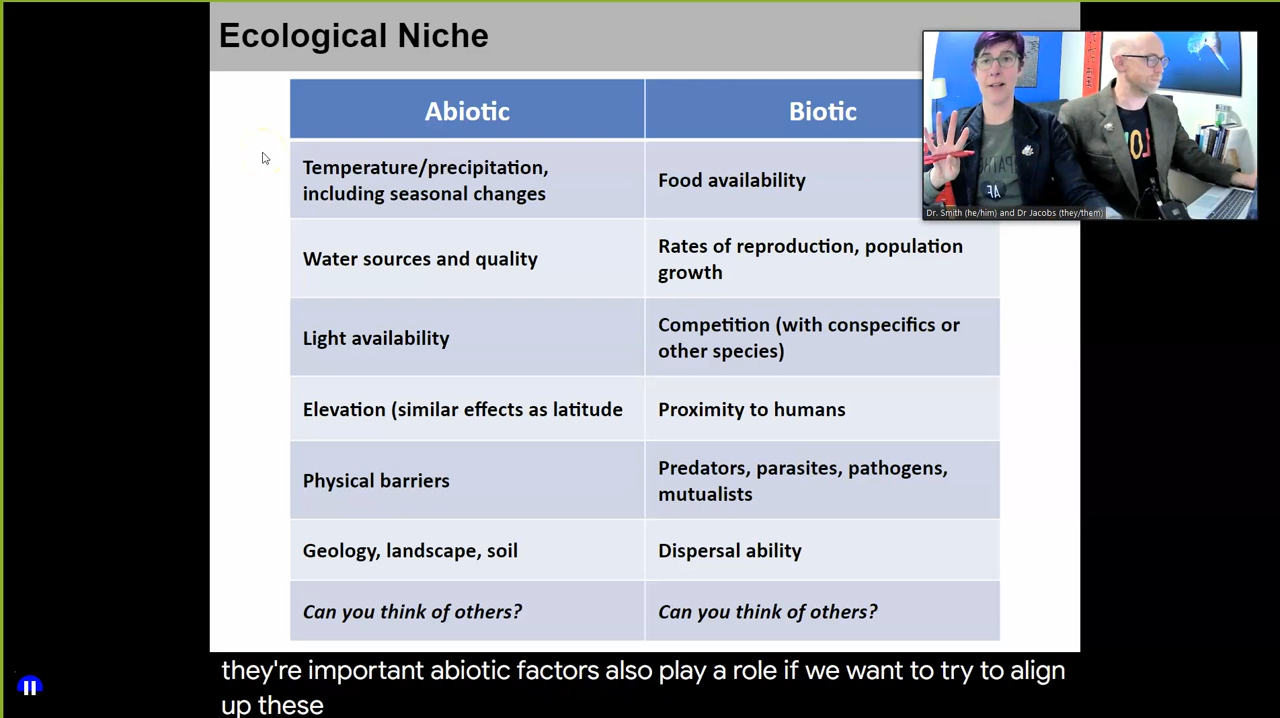 Ecological Niche
Abiotic
Biotic
Temperature/precipitation,
including seasonal changes
Food availability
Water sources and quality
Rates of reproduction, population
growth
Light availability
Competition (with conspecifics or
other species)
Elevation (similar effects as latitude
Proximity to humans
Physical barriers
Predators, parasites, pathogens,
mutualists
Geology, landscape, soil
Dispersal ability
Can you think of others?
Can you think of others?
AF
Dr. Smith (he/him) and Dr Jacobs (they/them)
they're important abiotic factors also play a role if we want to try to align
up these